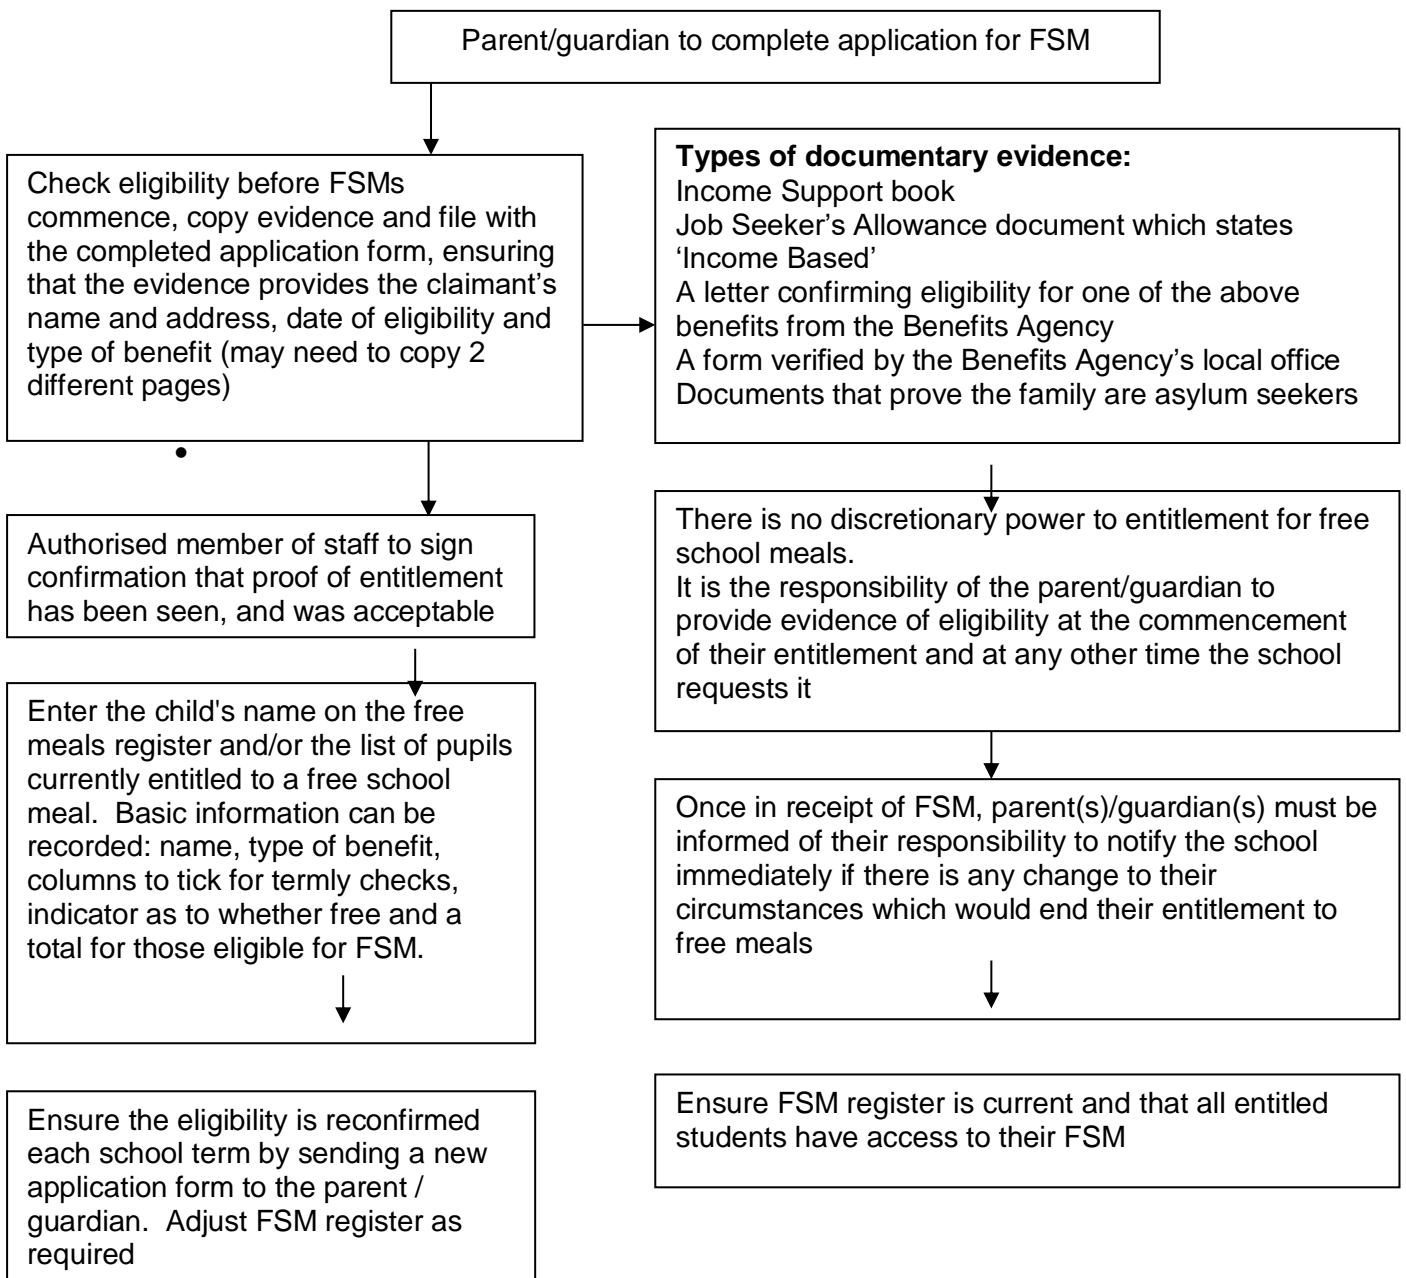 Parent/guardian to complete application for FSM
Check eligibility before FSMs
commence, copy evidence and file with
the completed application form, ensuring
that the evidence provides the claimant’s
name and address, date of eligibility and
type of benefit (may need to copy 2
different pages)
Types of documentary evidence:
Income Support book
Job Seeker’s Allowance document which states
‘Income Based’
A letter confirming eligibility for one of the above
benefits from the Benefits Agency
A form verified by the Benefits Agency’s local office
Documents that prove the family are asylum seekers
•
Authorised member of staff to sign
confirmation that proof of entitlement
has been seen, and was acceptable
There is no discretionary power to entitlement for free
school meals.
It is the responsibility of the parent/guardian to
provide evidence of eligibility at the commencement
of their entitlement and at any other time the school
requests it
Enter the child's name on the free
meals register and/or the list of pupils
currently entitled to a free school
meal.  Basic information can be
recorded: name, type of benefit,
columns to tick for termly checks,
indicator as to whether free and a
total for those eligible for FSM.
Once in receipt of FSM, parent(s)/guardian(s) must be
informed of their responsibility to notify the school
immediately if there is any change to their
circumstances which would end their entitlement to
free meals
Ensure the eligibility is reconfirmed
each school term by sending a new
application form to the parent /
guardian.  Adjust FSM register as
required
Ensure FSM register is current and that all entitled
students have access to their FSM